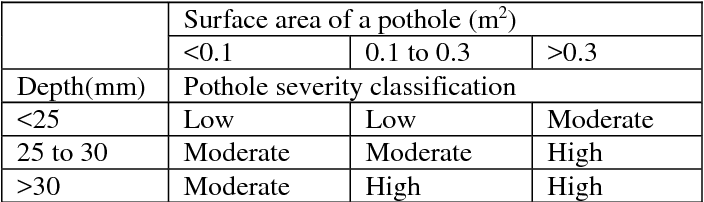 Surface area of a pothole (m²)
<0.1 0.1 to 0.3 >0.3
Depth(mm) Pothole severity classification
<25 Low Low Moderate
25 to 30 Moderate Moderate High
>30 Moderate High High